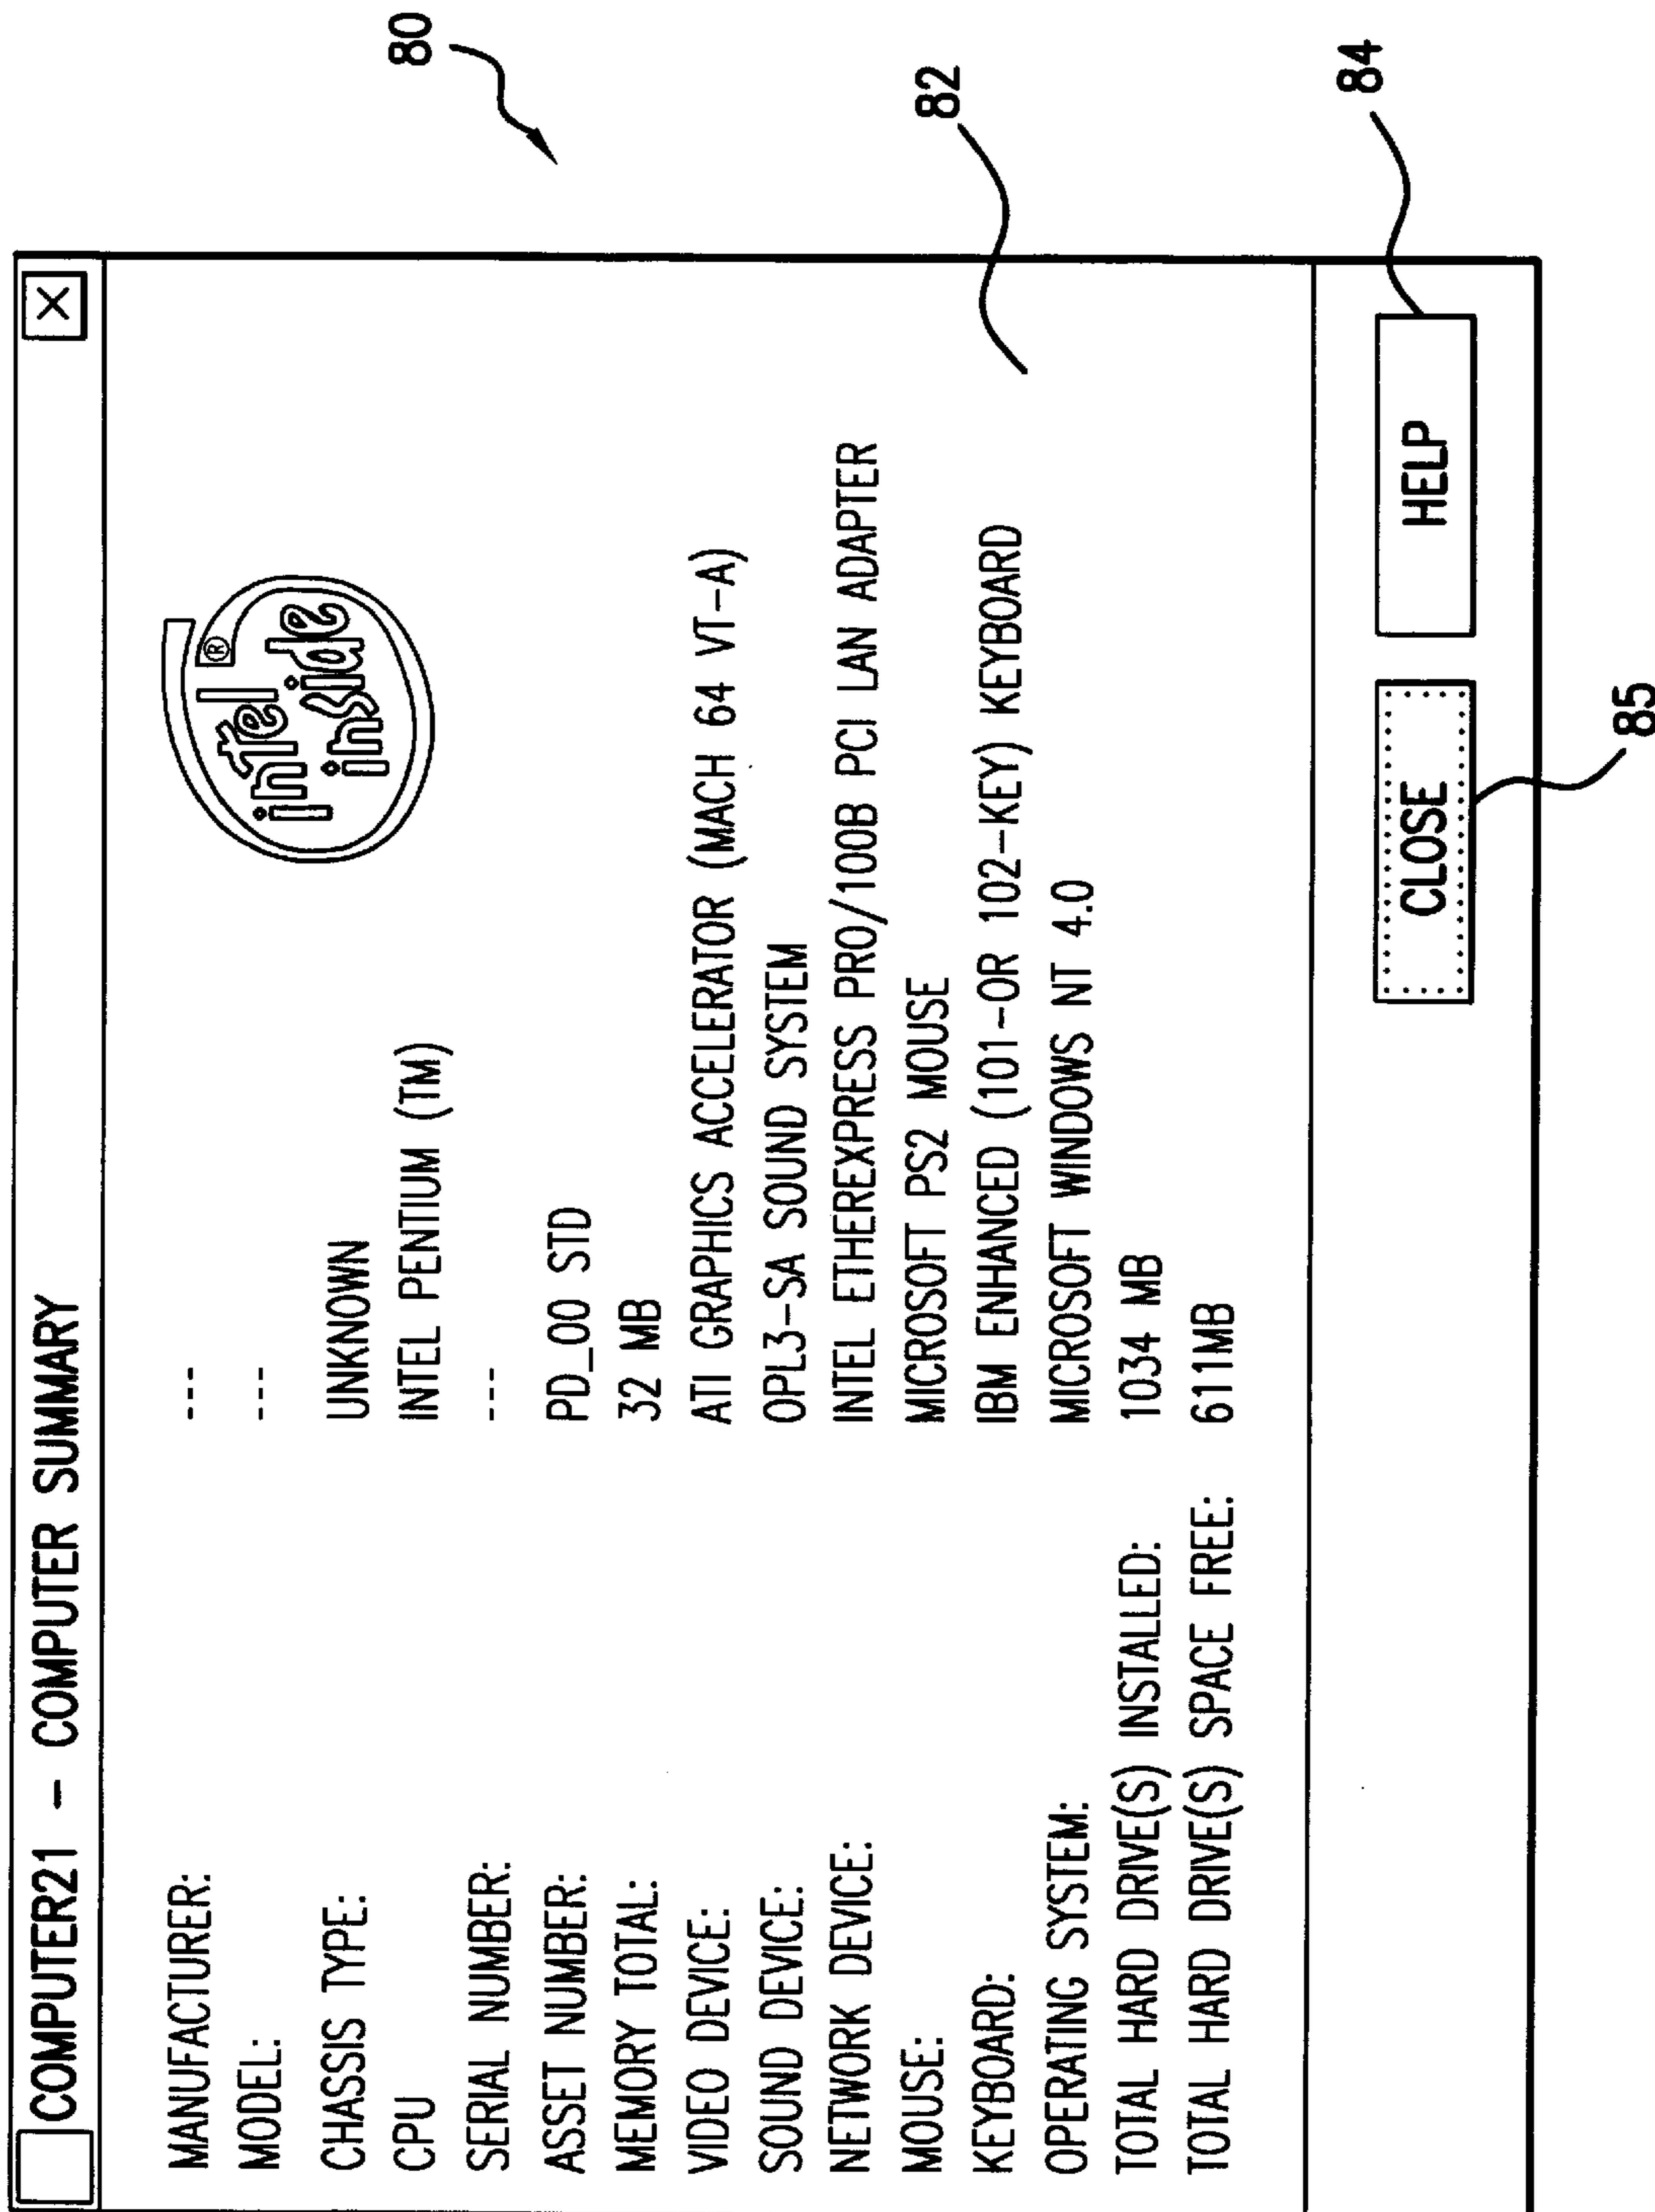 COMPUTER21 – COMPUTER SUMMARY X
80
intel ®
inside
MANUFACTURER: ---
MODEL: ---
CHASSIS TYPE: UNKNOWN
CPU INTEL PENTIUM (TM)
SERIAL NUMBER: ---
ASSET NUMBER: PD_00 STD
MEMORY TOTAL: 32 MB
VIDEO DEVICE: ATI GRAPHICS ACCELERATOR (MACH 64 VT-A)
SOUND DEVICE: OPL3-SA SOUND SYSTEM
NETWORK DEVICE: INTEL ETHEREXPRESS PRO/100B PCI LAN ADAPTER
82
MOUSE: MICROSOFT PS2 MOUSE
KEYBOARD: IBM ENHANCED (101-OR 102-KEY) KEYBOARD
OPERATING SYSTEM: MICROSOFT WINDOWS NT 4.0
TOTAL HARD DRIVE(S) INSTALLED: 1034 MB
TOTAL HARD DRIVE(S) SPACE FREE: 611MB
84
CLOSE HELP
85